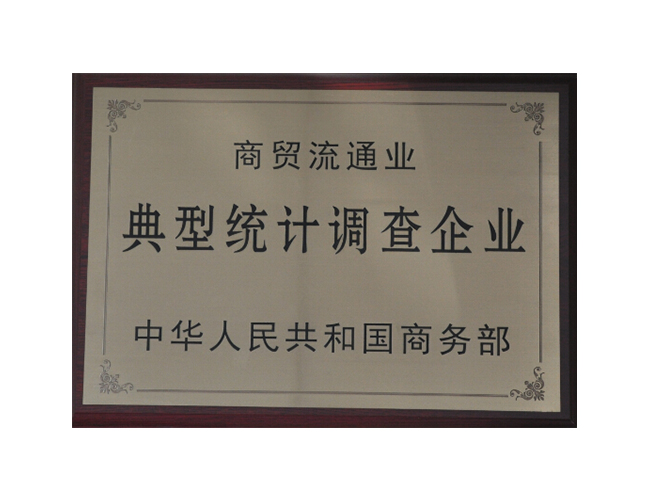 商贸流通业
典型统计调查企业
中华人民共和国商务部